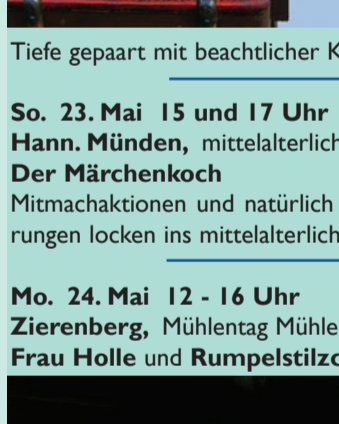 Tiefe gepaart mit beachtlicher
So. 23. Mai 15 und 17 Uhr
Hann. Münden, mittelalterlich
Der Märchenkoch
Mitmachaktionen und natürlich
rungen locken ins mittelalterlich
Mo. 24. Mai 12 - 16 Uhr
Zierenberg, Mühlentag Mühle
Frau Holle und Rumpelstilzc